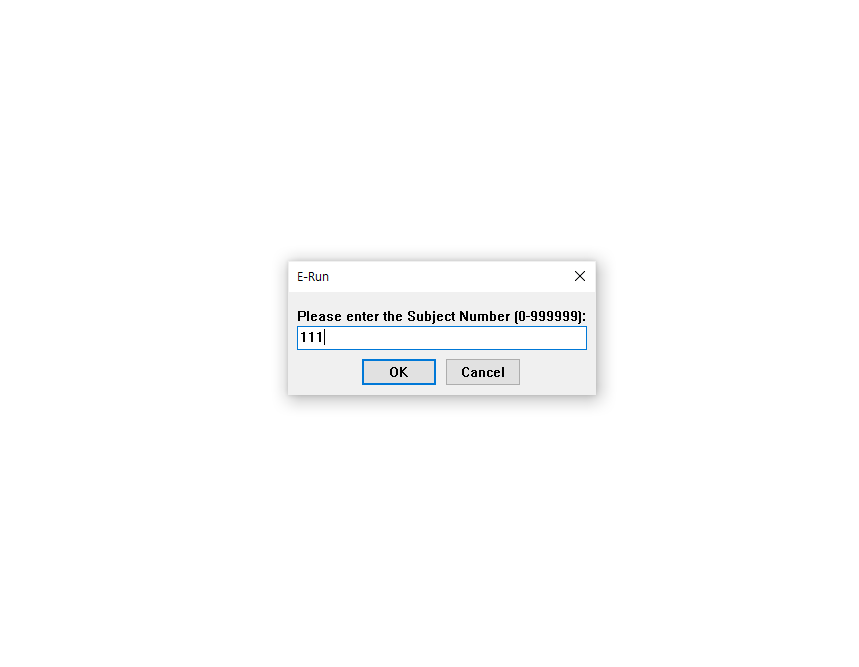 E-Run
Please enter the Subject Number (0-999999):
111
OK
Cancel